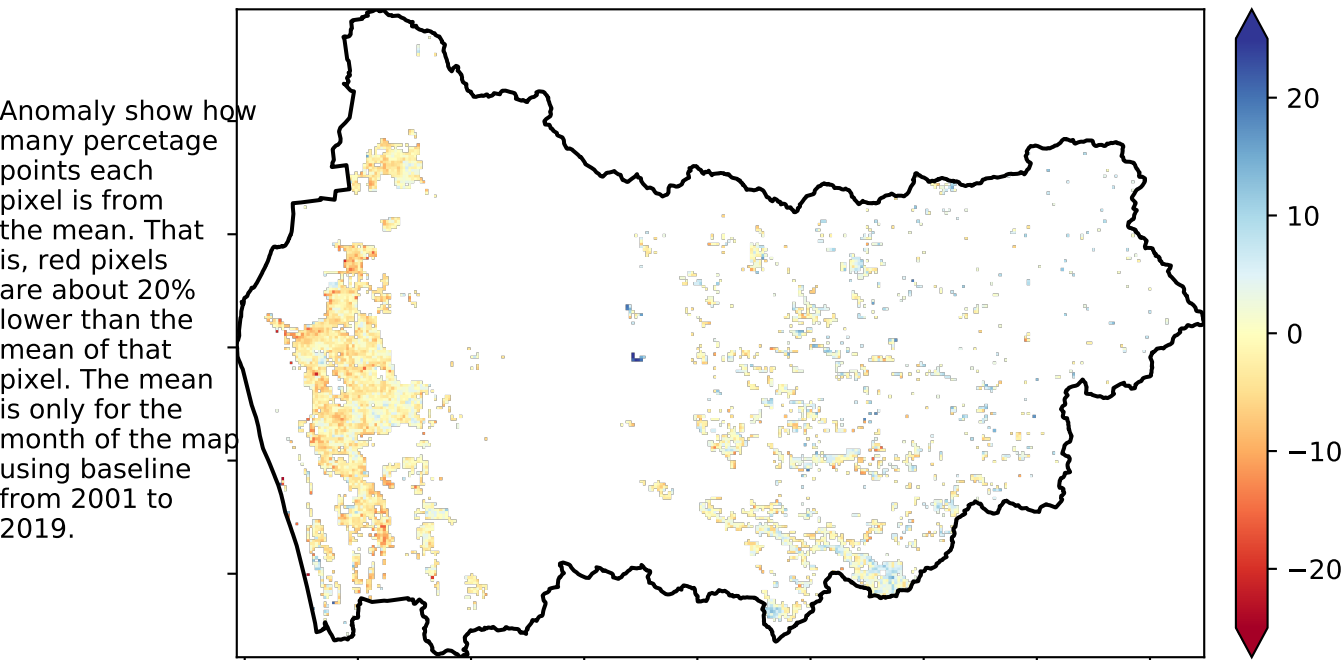 Anomaly show how
many percetage
points each
pixel is from
the mean. That
is, red pixels
are about 20%
lower than the
mean of that
pixel. The mean
is only for the
month of the map
using baseline
from 2001 to
2019.
20
10
0
−10
−20